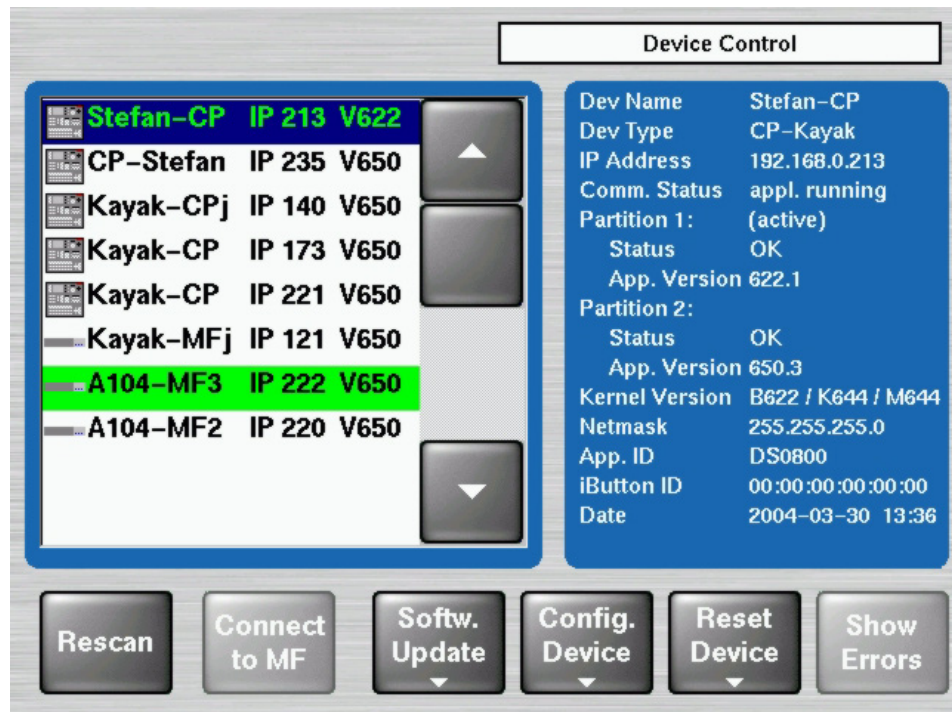 Device Control
Stefan-CP IP 213 V622
CP-Stefan IP 235 V650
Kayak-CPj IP 140 V650
Kayak-CP IP 173 V650
Kayak-CP IP 221 V650
Kayak-MFj IP 121 V650
A104-MF3 IP 222 V650
A104-MF2 IP 220 V650
Dev Name Stefan-CP
Dev Type CP-Kayak
IP Address 192.168.0.213
Comm. Status appl. running
Partition 1: (active)
Status OK
App. Version 622.1
Partition 2:
Status OK
App. Version 650.3
Kernel Version B622 / K644 / M644
Netmask 255.255.255.0
App. ID DS0800
iButton ID 00:00:00:00:00:00
Date 2004-03-30 13:36
Rescan
Connect
to MF
Softw.
Update
Config.
Device
Reset
Device
Show
Errors